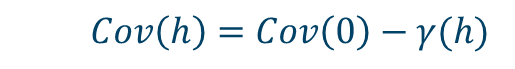 Cov(h) = Cov(0) − γ(h)